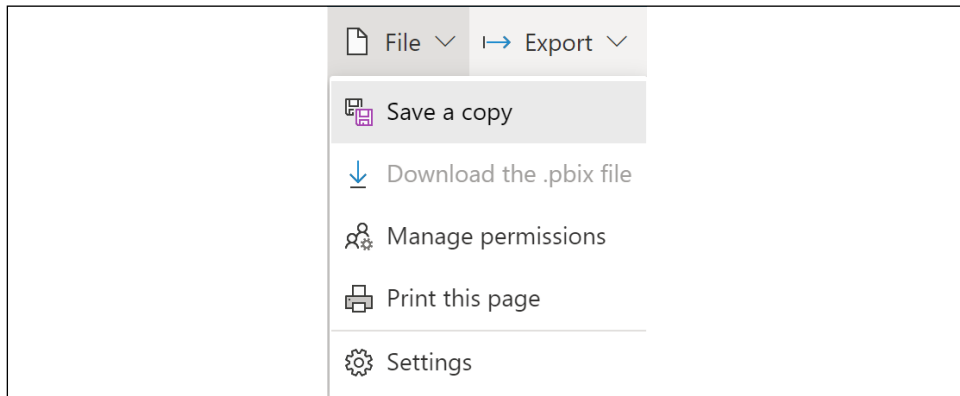 File Export
Save a copy
Download the .pbix file
Manage permissions
Print this page
Settings